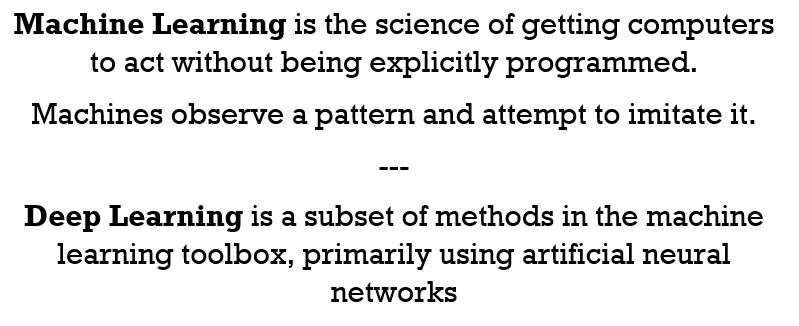 Machine Learning is the science of getting computers
to act without being explicitly programmed.
Machines observe a pattern and attempt to imitate it.
---
Deep Learning is a subset of methods in the machine
learning toolbox, primarily using artificial neural
networks